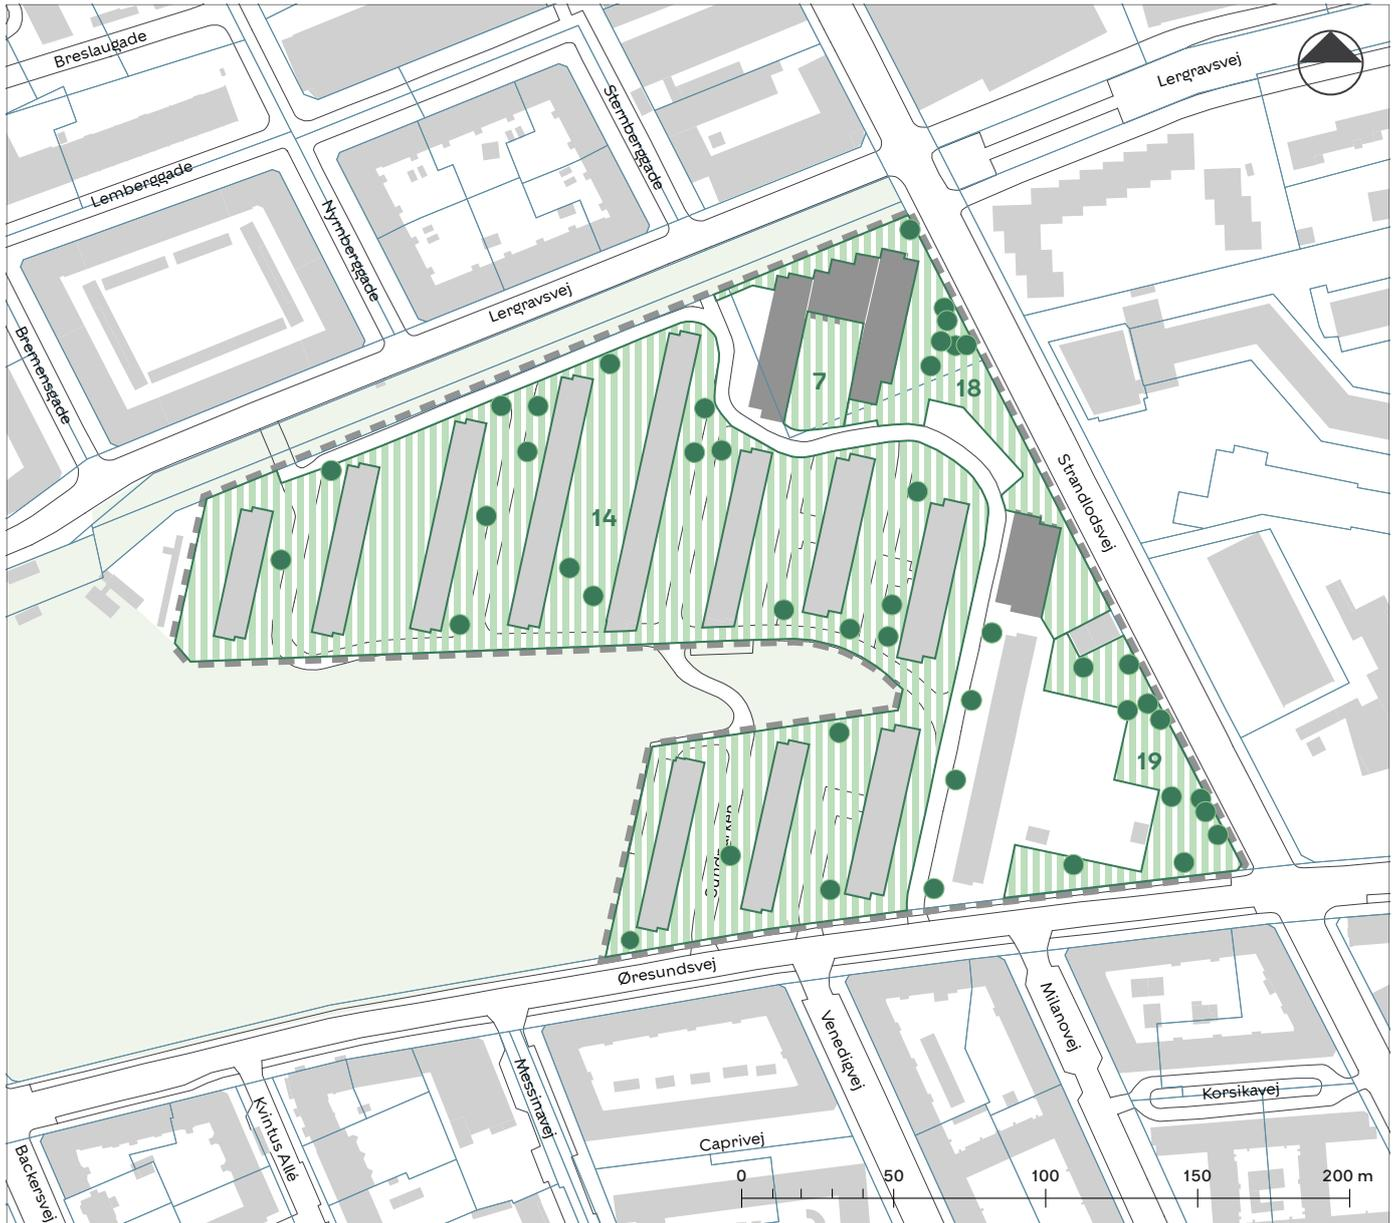 Breslaugade
Lergravsvej
Sternberggade
Lemberggade
Nyrnberggade
Lergravsvej
Bremensgade
7
18
14
Strandlodsvej
19
Øresundsvej
Milanovej
Venedigvej
Messinavej
Korsikavej
Kvintus Allé
Caprivej
Backersvej
0 50 100 150 200 m